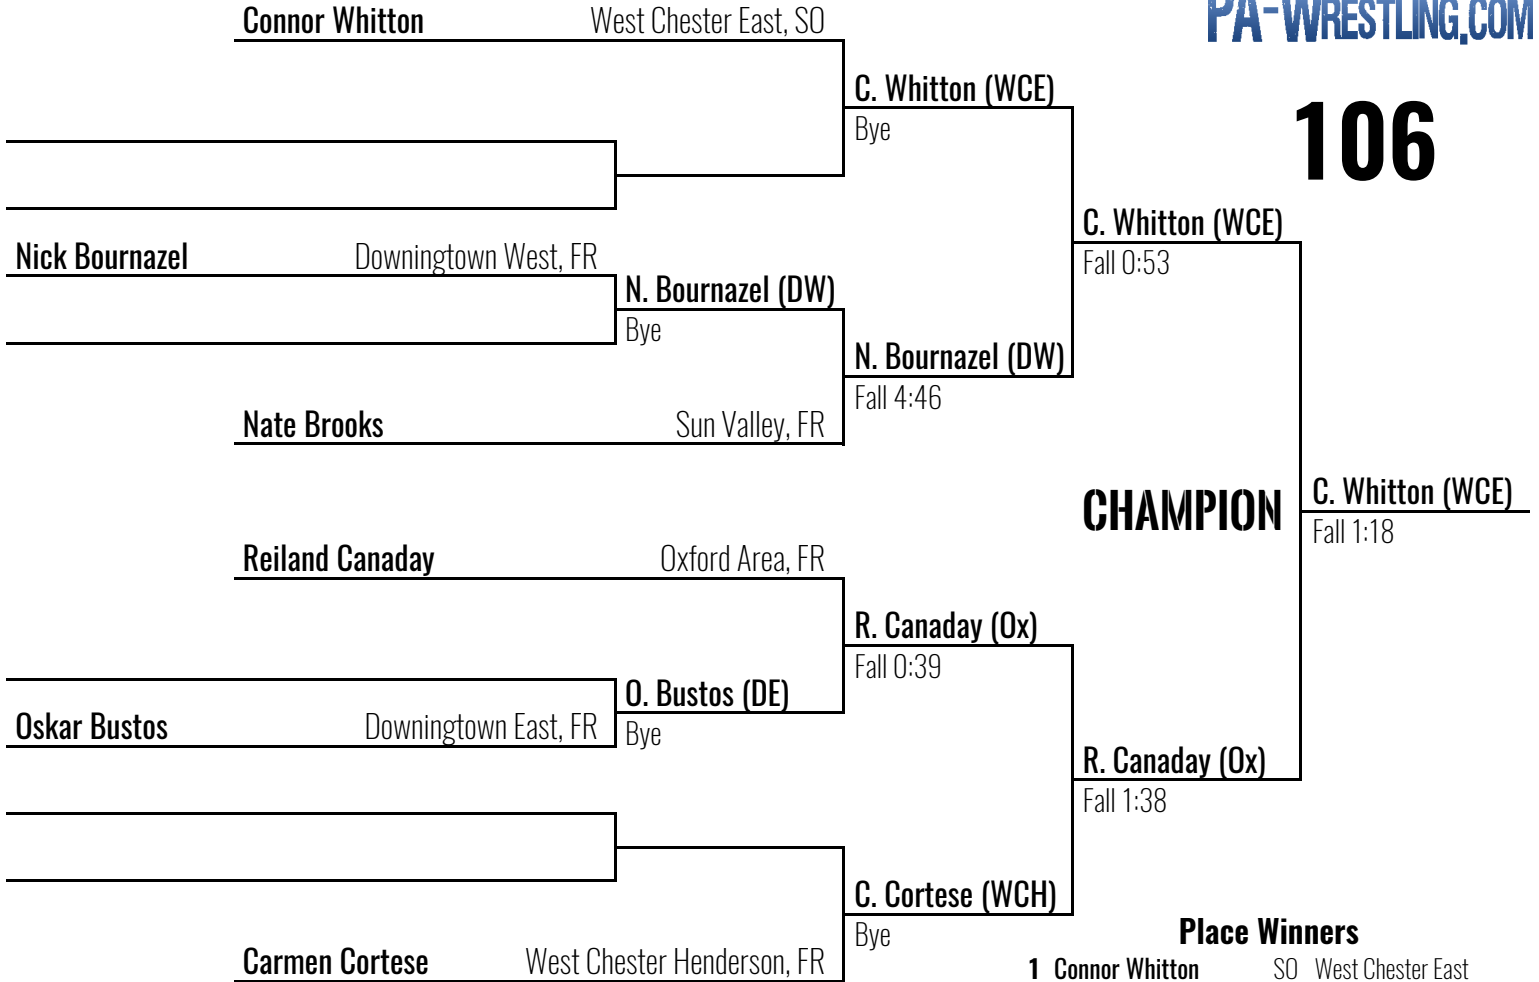 PA-WRESTLING.COM
Connor Whitton West Chester East, SO
C. Whitton (WCE)
Bye
106
C. Whitton (WCE)
Fall 0:53
Nick Bournazel Downingtown West, FR
N. Bournazel (DW)
Bye
N. Bournazel (DW)
Fall 4:46
Nate Brooks Sun Valley, FR
CHAMPION
C. Whitton (WCE)
Fall 1:18
Reiland Canaday Oxford Area, FR
R. Canaday (Ox)
Fall 0:39
O. Bustos (DE)
Bye
Oskar Bustos Downingtown East, FR
R. Canaday (Ox)
Fall 1:38
C. Cortese (WCH)
Bye
Carmen Cortese West Chester Henderson, FR
Place Winners
1 Connor Whitton SO West Chester East